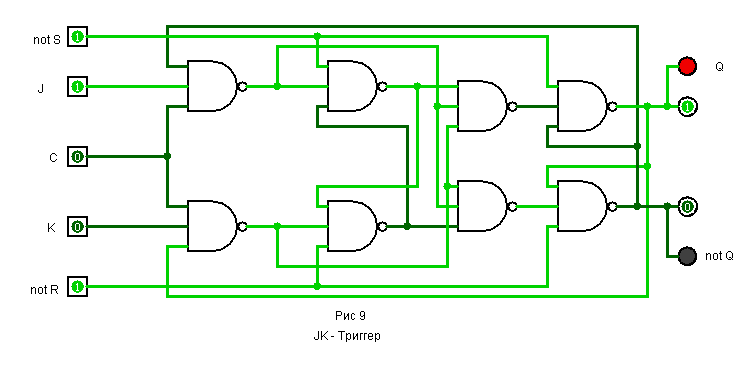 not S 1
Q
J 1
1
C 0
K 0
0
not Q
not R 1
Рис 9
JK - Триггер